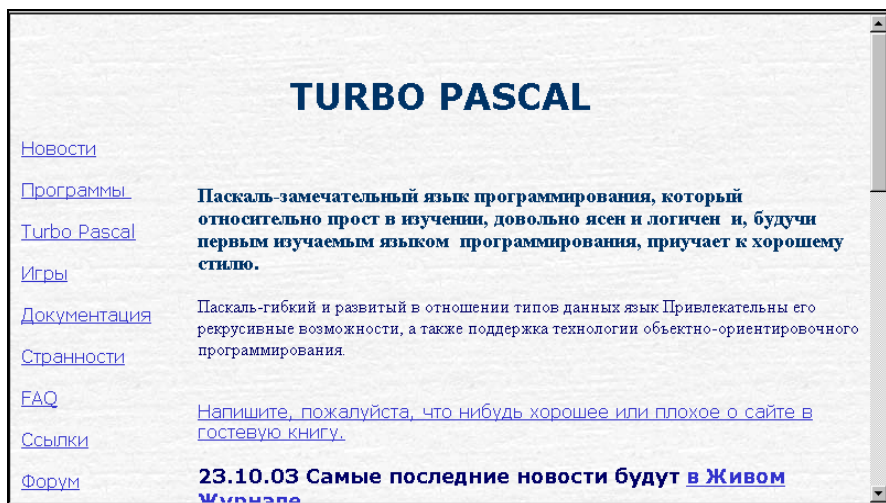 TURBO PASCAL
Новости
Программы
Turbo Pascal
Игры
Документация
Странности
FAQ
Ссылки
Форум
Паскаль-замечательный язык программирования, который
относительно прост в изучении, довольно ясен и логичен и, будучи
первым изучаемым языком программирования, приучает к хорошему
стилю.
Паскаль-гибкий и развитый в отношении типов данных язык Привлекательны его
рекрусивные возможности, а также поддержка технологии объектно-ориентировочного
программирования.
Напишите, пожалуйста, что нибудь хорошее или плохое о сайте в
гостевую книгу.
23.10.03 Самые последние новости будут в Живом
Журнале